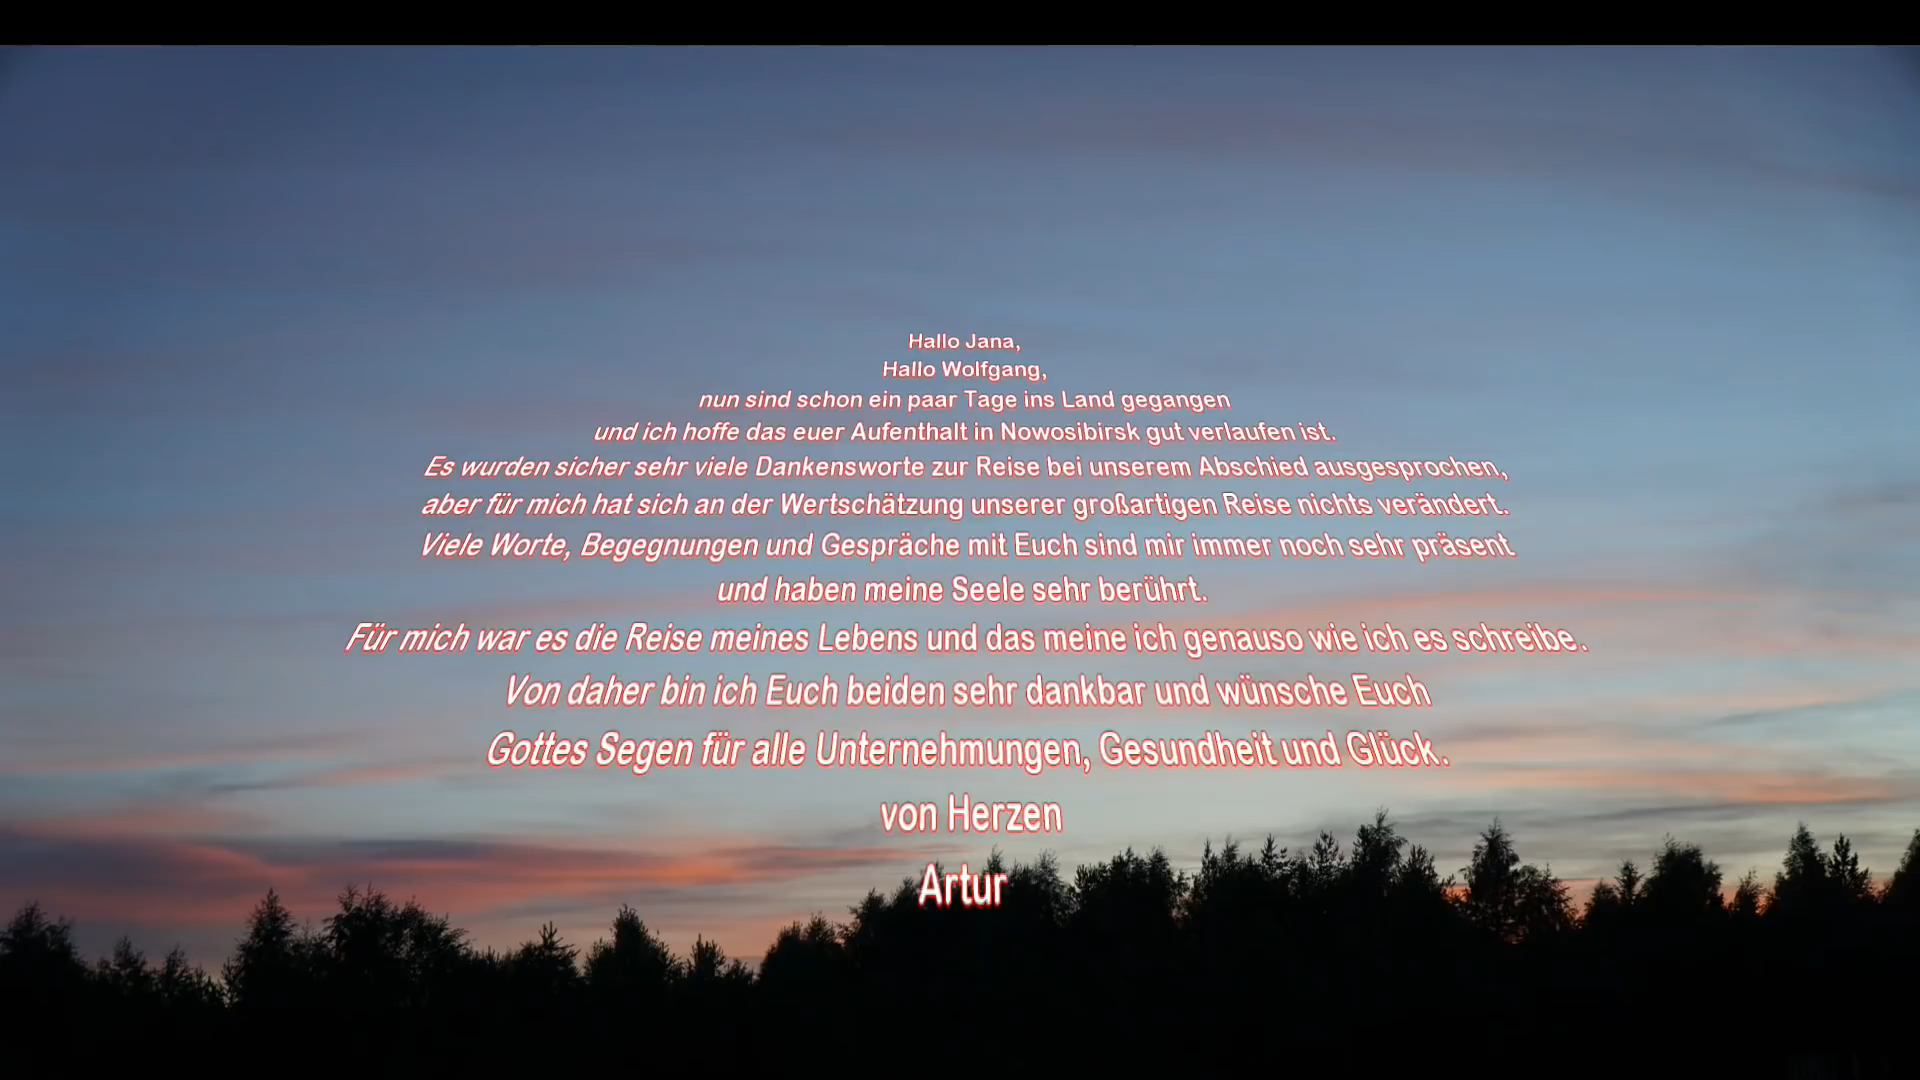 Hallo Jana,
Hallo Wolfgang,
nun sind schon ein paar Tage ins Land gegangen
und ich hoffe das euer Aufenthalt in Nowosibirsk gut verlaufen ist.
Es wurden sicher sehr viele Dankensworte zur Reise bei unserem Abschied ausgesprochen,
aber für mich hat sich an der Wertschätzung unserer großartigen Reise nichts verändert.
Viele Worte, Begegnungen und Gespräche mit Euch sind mir immer noch sehr präsent
und haben meine Seele sehr berührt.
Für mich war es die Reise meines Lebens und das meine ich genauso wie ich es schreibe.
Von daher bin ich Euch beiden sehr dankbar und wünsche Euch
Gottes Segen für alle Unternehmungen, Gesundheit und Glück.
von Herzen
Artur